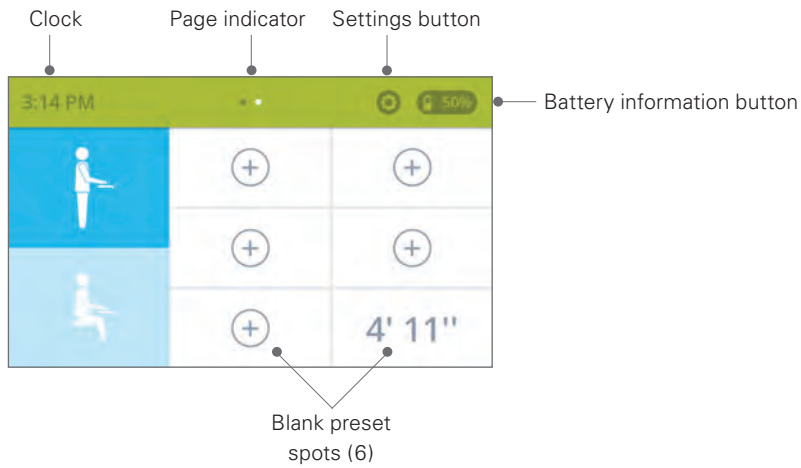 Clock
Page indicator
Settings button
3:14 PM
50%
Battery information button
4' 11''
Blank preset
spots (6)